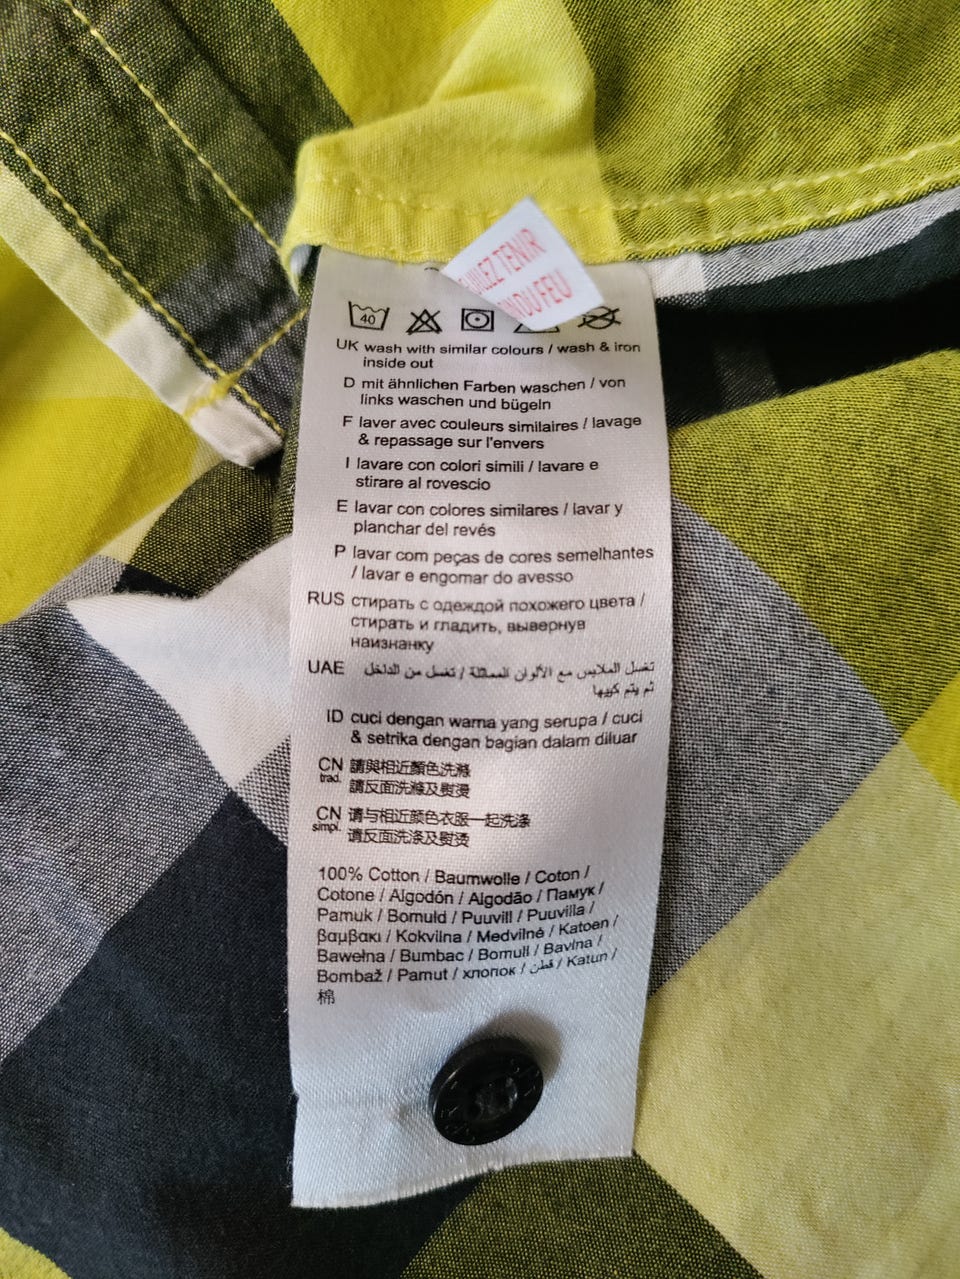 UILEZ TENIR
N DU FEU
40
UK wash with similar colours / wash & iron
inside out
D mit ähnlichen Farben waschen / von
links waschen und bügeln
F laver avec couleurs similaires / lavage
& repassage sur l'envers
I lavare con colori simili / lavare e
stirare al rovescio
E lavar con colores similares / lavar y
planchar del revés
P lavar com peças de cores semelhantes
/ lavar e engomar do avesso
RUS стирать с одеждой похожего цвета /
стирать и гладить, вывернув
наизнанку
UAE تغسل الملابس مع الألوان المماثلة / تغسل من الداخل
ثم يتم كويها
ID cuci dengan warna yang serupa / cuci
& setrika dengan bagian dalam diluar
CN trad. 請與相近顏色洗滌
請反面洗滌及熨燙
CN simpl. 请与相近颜色衣服一起洗涤
请反面洗涤及熨烫
100% Cotton / Baumwolle / Coton /
Cotone / Algodón / Algodão / Памук /
Pamuk / Bomuld / Puuvill / Puuvilla /
βαμβακι / Kokvilna / Medvilnė / Katoen /
Bawełna / Bumbac / Bomull / Bavlna /
Bombaž / Pamut / хлопок / قطن / Katun /
棉